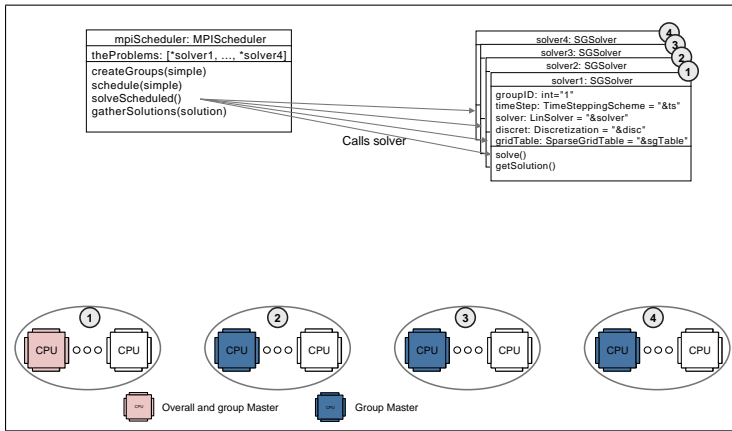 mpiScheduler: MPIScheduler
theProblems: [*solver1, ..., *solver4]
createGroups(simple)
schedule(simple)
solveScheduled()
gatherSolutions(solution)
Calls solver
4
solver4: SGSolver
3
solver3: SGSolver
2
solver2: SGSolver
1
solver1: SGSolver
groupID: int="1"
timeStep: TimeSteppingScheme = "&ts"
solver: LinSolver = "&solver"
discret: Discretization = "&disc"
gridTable: SparseGridTable = "&sgTable"
solve()
getSolution()
1
CPU
CPU
2
CPU
CPU
3
CPU
CPU
4
CPU
CPU
CPU
Overall and group Master
CPU
Group Master